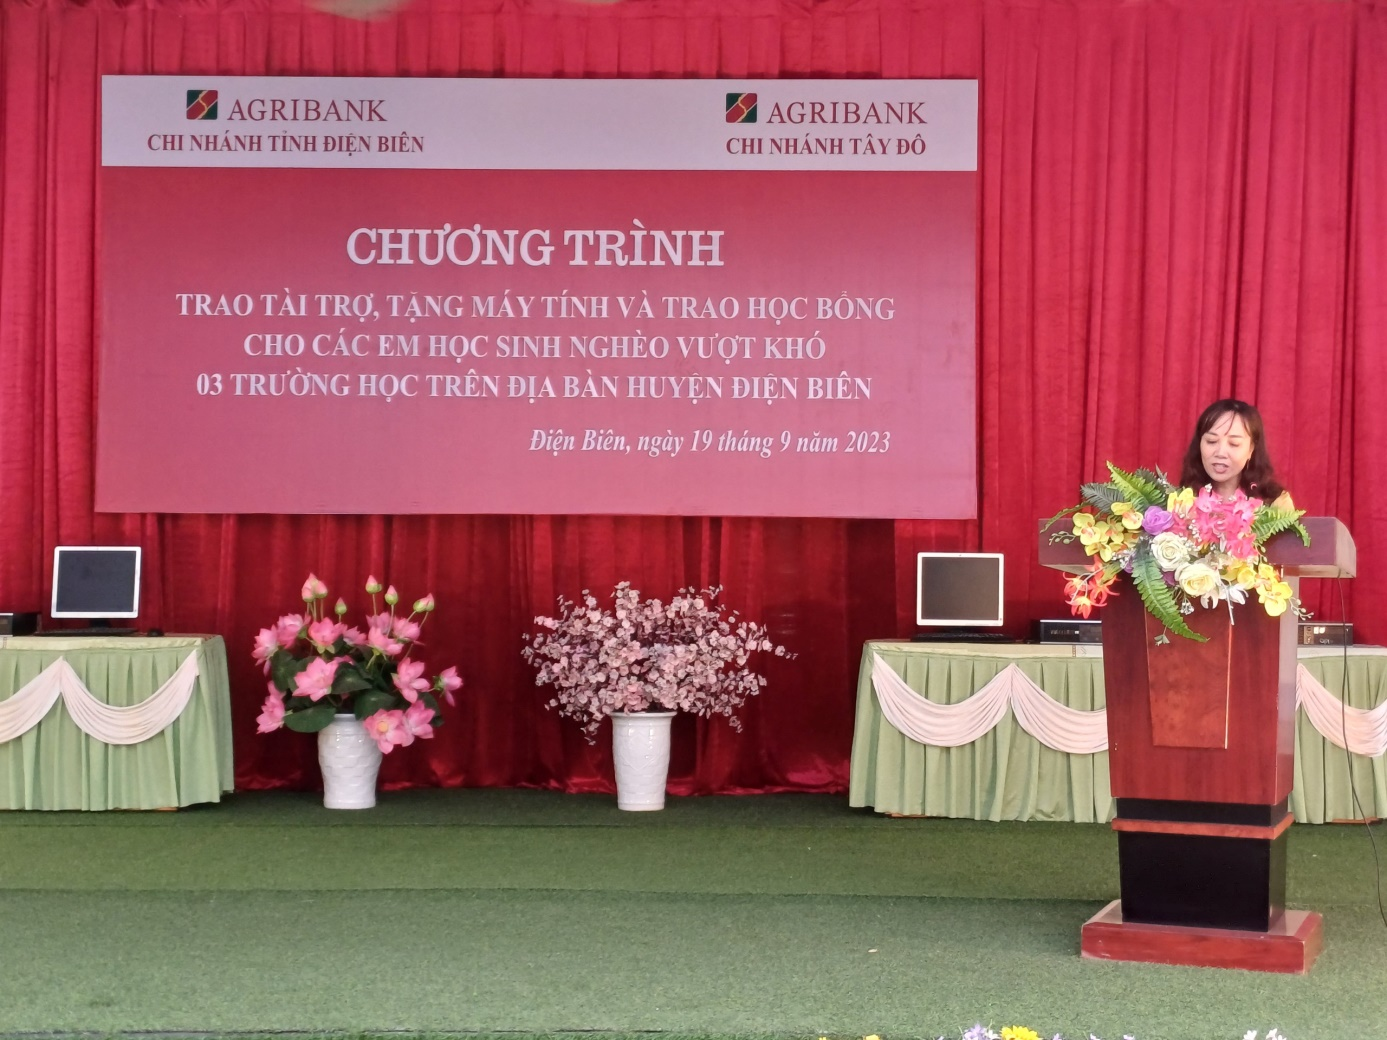 AGRIBANK
CHI NHÁNH TỈNH ĐIỆN BIÊN
AGRIBANK
CHI NHÁNH TÂY ĐÔ
CHƯƠNG TRÌNH
TRAO TÀI TRỢ, TẶNG MÁY TÍNH VÀ TRAO HỌC BỔNG
CHO CÁC EM HỌC SINH NGHÈO VƯỢT KHÓ
03 TRƯỜNG HỌC TRÊN ĐỊA BÀN HUYỆN ĐIỆN BIÊN
Điện Biên, ngày 19 tháng 9 năm 2023